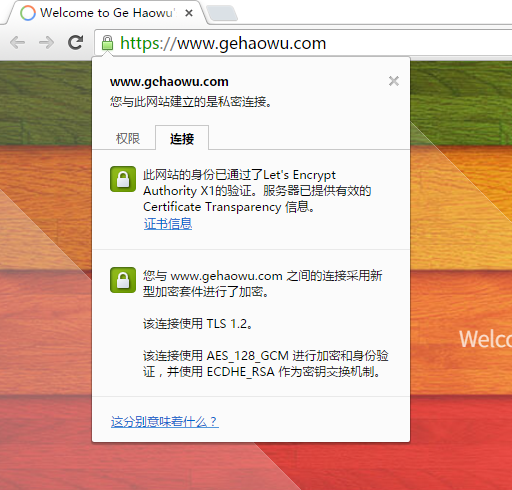 Welcome to Ge Haowu'
https://www.gehaowu.com
www.gehaowu.com
您与此网站建立的是私密连接。
权限 连接
此网站的身份已通过了Let's Encrypt
Authority X1的验证。服务器已提供有效的
Certificate Transparency 信息。
证书信息
您与 www.gehaowu.com 之间的连接采用新
型加密套件进行了加密。
该连接使用 TLS 1.2。
该连接使用 AES_128_GCM 进行加密和身份验
证，并使用 ECDHE_RSA 作为密钥交换机制。
这分别意味着什么？
Welco